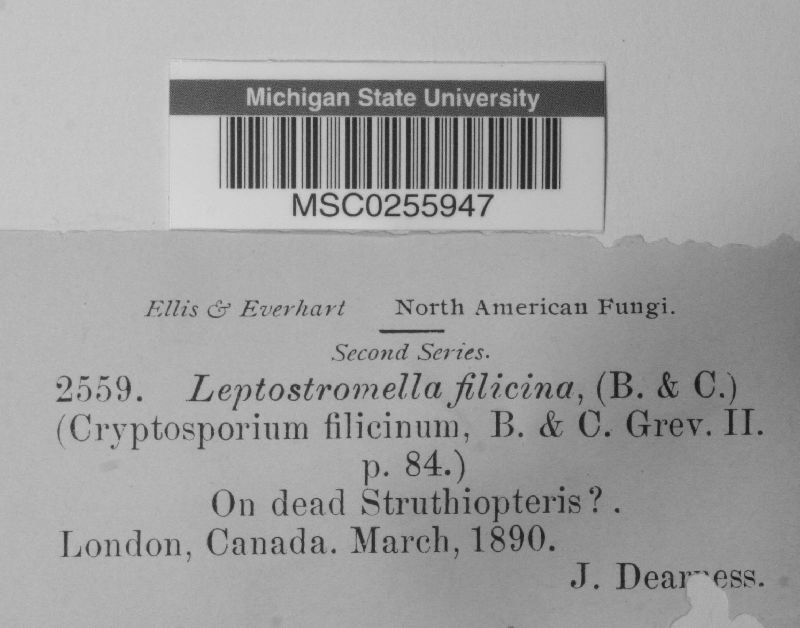 Michigan State University
MSC0255947
Ellis & Everhart North American Fungi.
Second Series.
2559. Leptostromella filicina, (B. & C.)
(Cryptosporium filicinum, B. & C. Grev. II.
p. 84.)
On dead Struthiopteris?.
London, Canada. March, 1890.
J. Dearness.